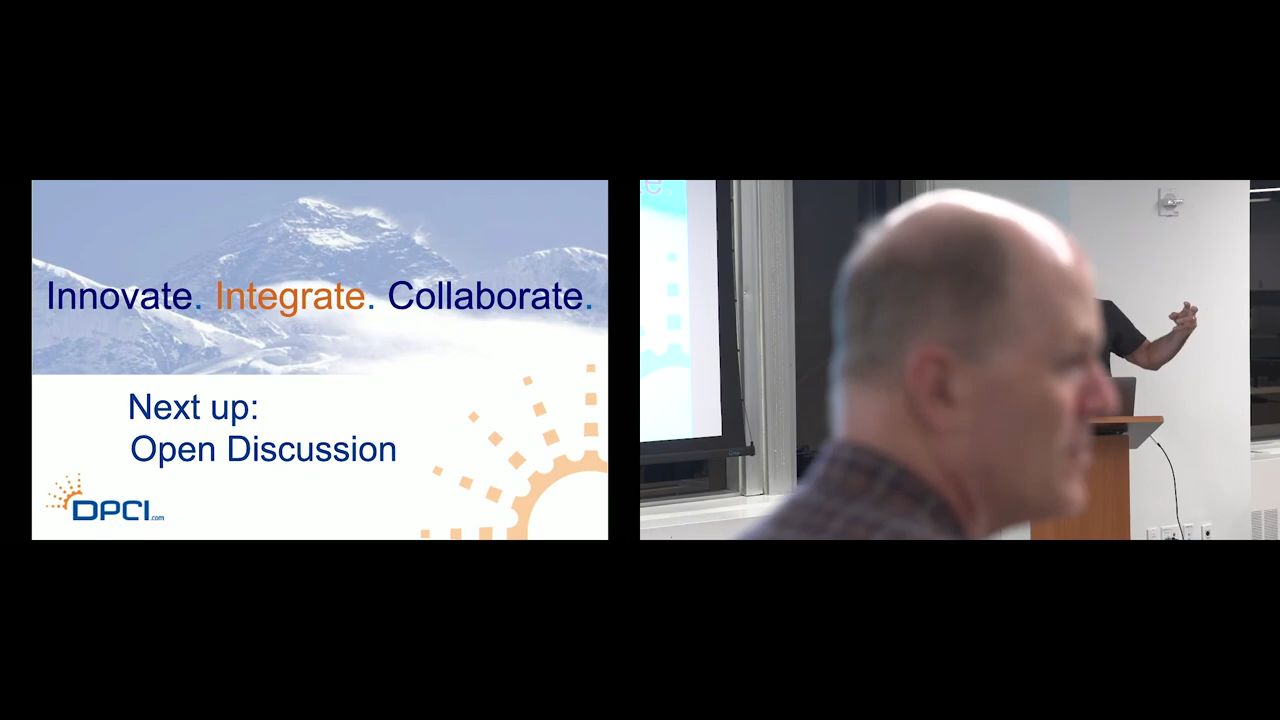 Innovate. Integrate. Collaborate.
Next up:
Open Discussion
DPCI.com